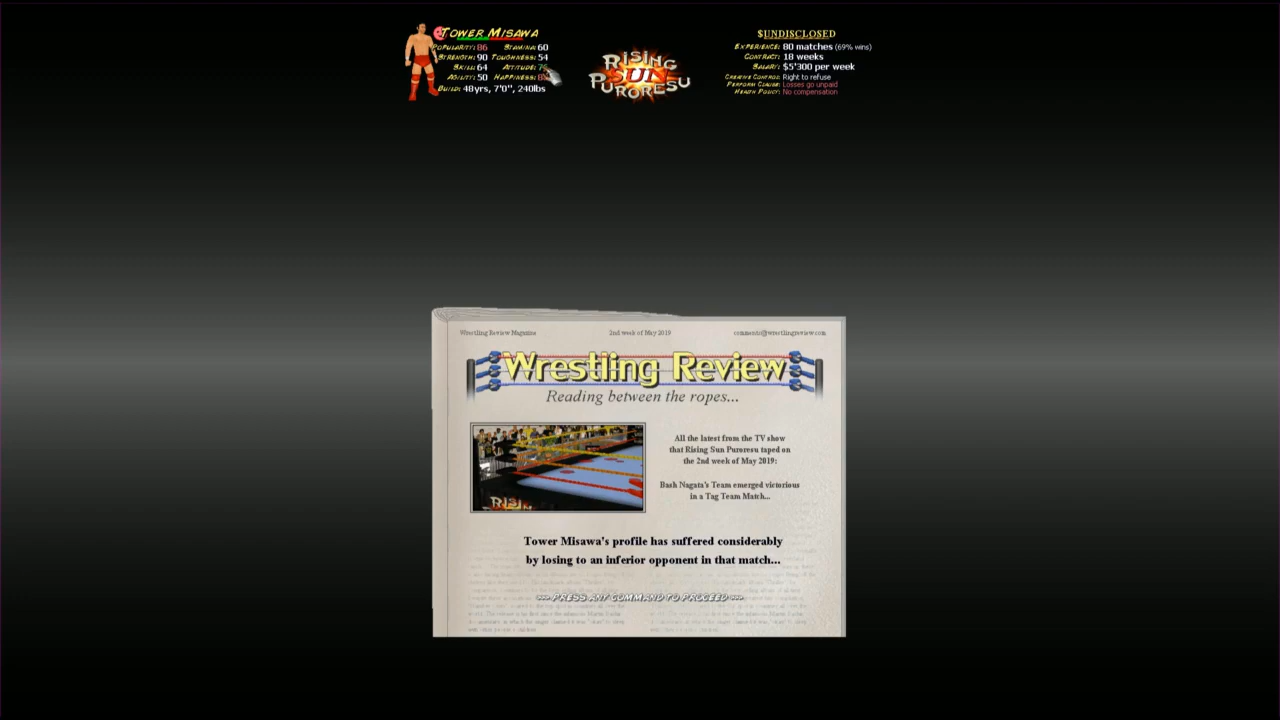 TOWER MISAWA
POPULARITY: 86 STAMINA: 60
STRENGTH: 90 TOUGHNESS: 54
SKILL: 64 ATTITUDE:
ABILITY: 50 HAPPINESS:
BUILD: 48yrs, 7'0", 240lbs
RISING
SUN
PURORESU
$UNDISCLOSED
EXPERIENCE: 80 matches (69% wins)
CONTRACT: 18 weeks
SALARY: $5'300 per week
CREATIVE CONTROL: Right to refuse
PERFORM CLAUSE: Losses go unpaid
HEALTH POLICY: No compensation
Wrestling Review Magazine 2nd week of May 2019 comments@wrestlingreview.com
Wrestling Review
Reading between the ropes...
All the latest from the TV show
that Rising Sun Puroresu taped on
the 2nd week of May 2019:
Bash Nagata's Team emerged victorious
in a Tag Team Match...
Tower Misawa's profile has suffered considerably
by losing to an inferior opponent in that match...
>>> PRESS ANY COMMAND TO PROCEED >>>